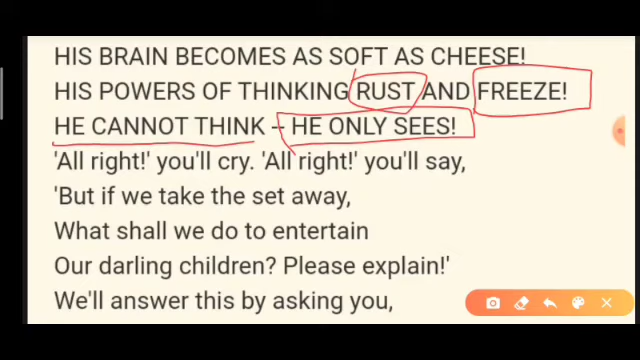 HIS BRAIN BECOMES AS SOFT AS CHEESE!
HIS POWERS OF THINKING RUST AND FREEZE!
HE CANNOT THINK -- HE ONLY SEES!
'All right!' you'll cry. 'All right!' you'll say,
'But if we take the set away,
What shall we do to entertain
Our darling children? Please explain!'
We'll answer this by asking you,